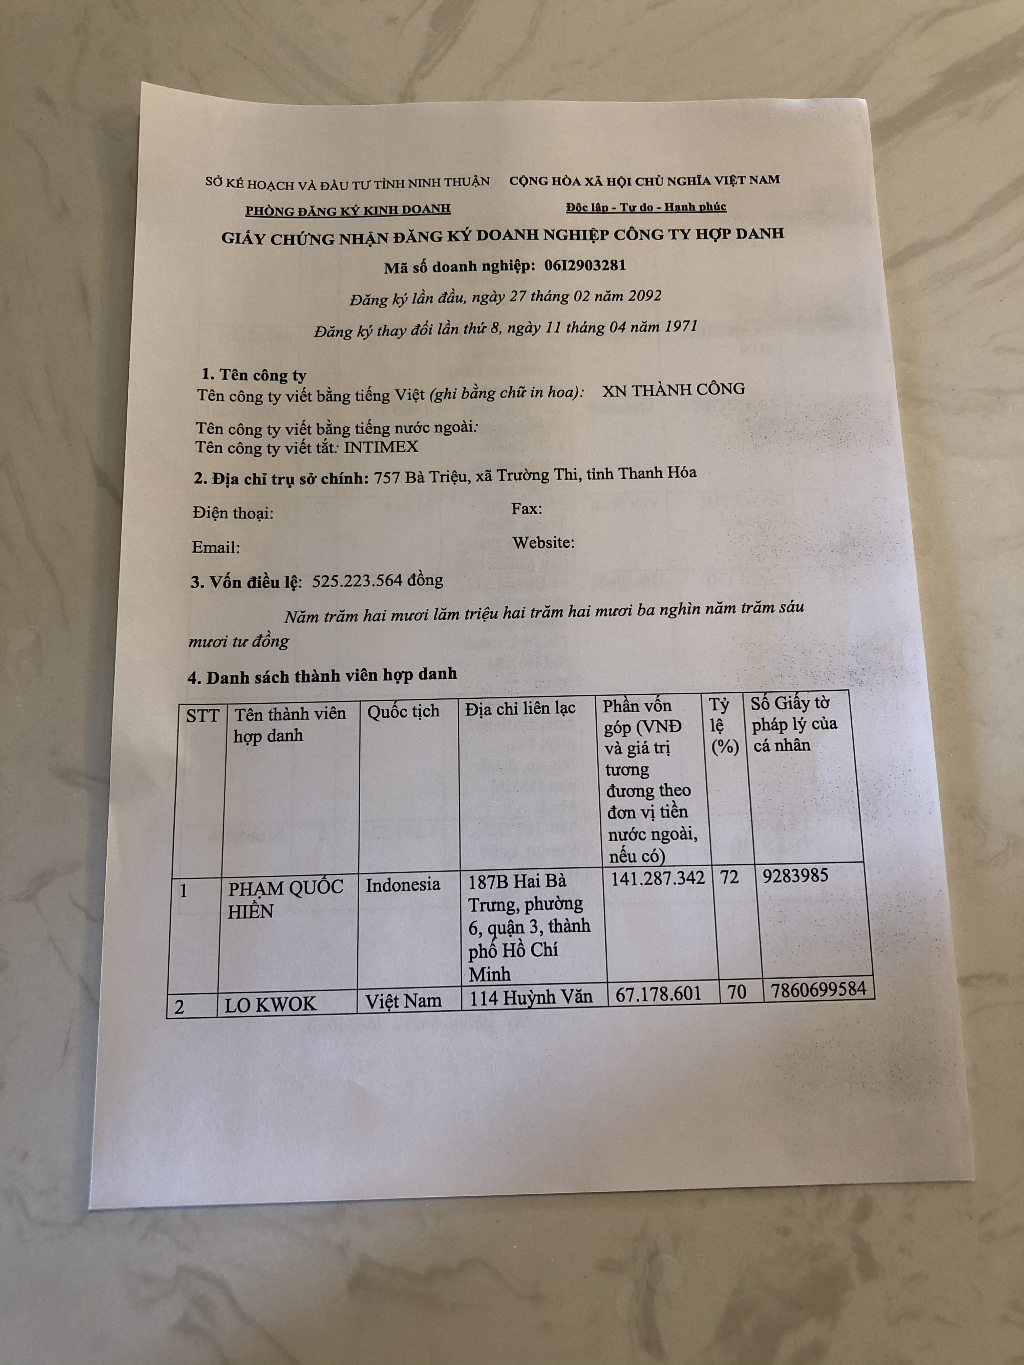 SỞ KẾ HOẠCH VÀ ĐẦU TƯ TỈNH NINH THUẬN CỘNG HÒA XÃ HỘI CHỦ NGHĨA VIỆT NAM
PHÒNG ĐĂNG KÝ KINH DOANH Độc lập - Tự do - Hạnh phúc
GIẤY CHỨNG NHẬN ĐĂNG KÝ DOANH NGHIỆP CÔNG TY HỢP DANH
Mã số doanh nghiệp: 06I2903281
Đăng ký lần đầu, ngày 27 tháng 02 năm 2092
Đăng ký thay đổi lần thứ 8, ngày 11 tháng 04 năm 1971
1. Tên công ty
Tên công ty viết bằng tiếng Việt (ghi bằng chữ in hoa): XN THÀNH CÔNG
Tên công ty viết bằng tiếng nước ngoài:
Tên công ty viết tắt: INTIMEX
2. Địa chỉ trụ sở chính: 757 Bà Triệu, xã Trường Thi, tỉnh Thanh Hóa
Điện thoại: Fax:
Email: Website:
3. Vốn điều lệ: 525.223.564 đồng
Năm trăm hai mươi lăm triệu hai trăm hai mươi ba nghìn năm trăm sáu
mươi tư đồng
4. Danh sách thành viên hợp danh
STT Tên thành viên Quốc tịch Địa chỉ liên lạc Phần vốn Tỷ Số Giấy tờ
hợp danh góp (VNĐ lệ pháp lý của
và giá trị (%) cá nhân
tương
đương theo
đơn vị tiền
nước ngoài,
nếu có)
1 PHẠM QUỐC Indonesia 187B Hai Bà 141.287.342 72 9283985
HIỀN Trưng, phường
6, quận 3, thành
phố Hồ Chí
Minh
2 LO KWOK Việt Nam 114 Huỳnh Văn 67.178.601 70 7860699584